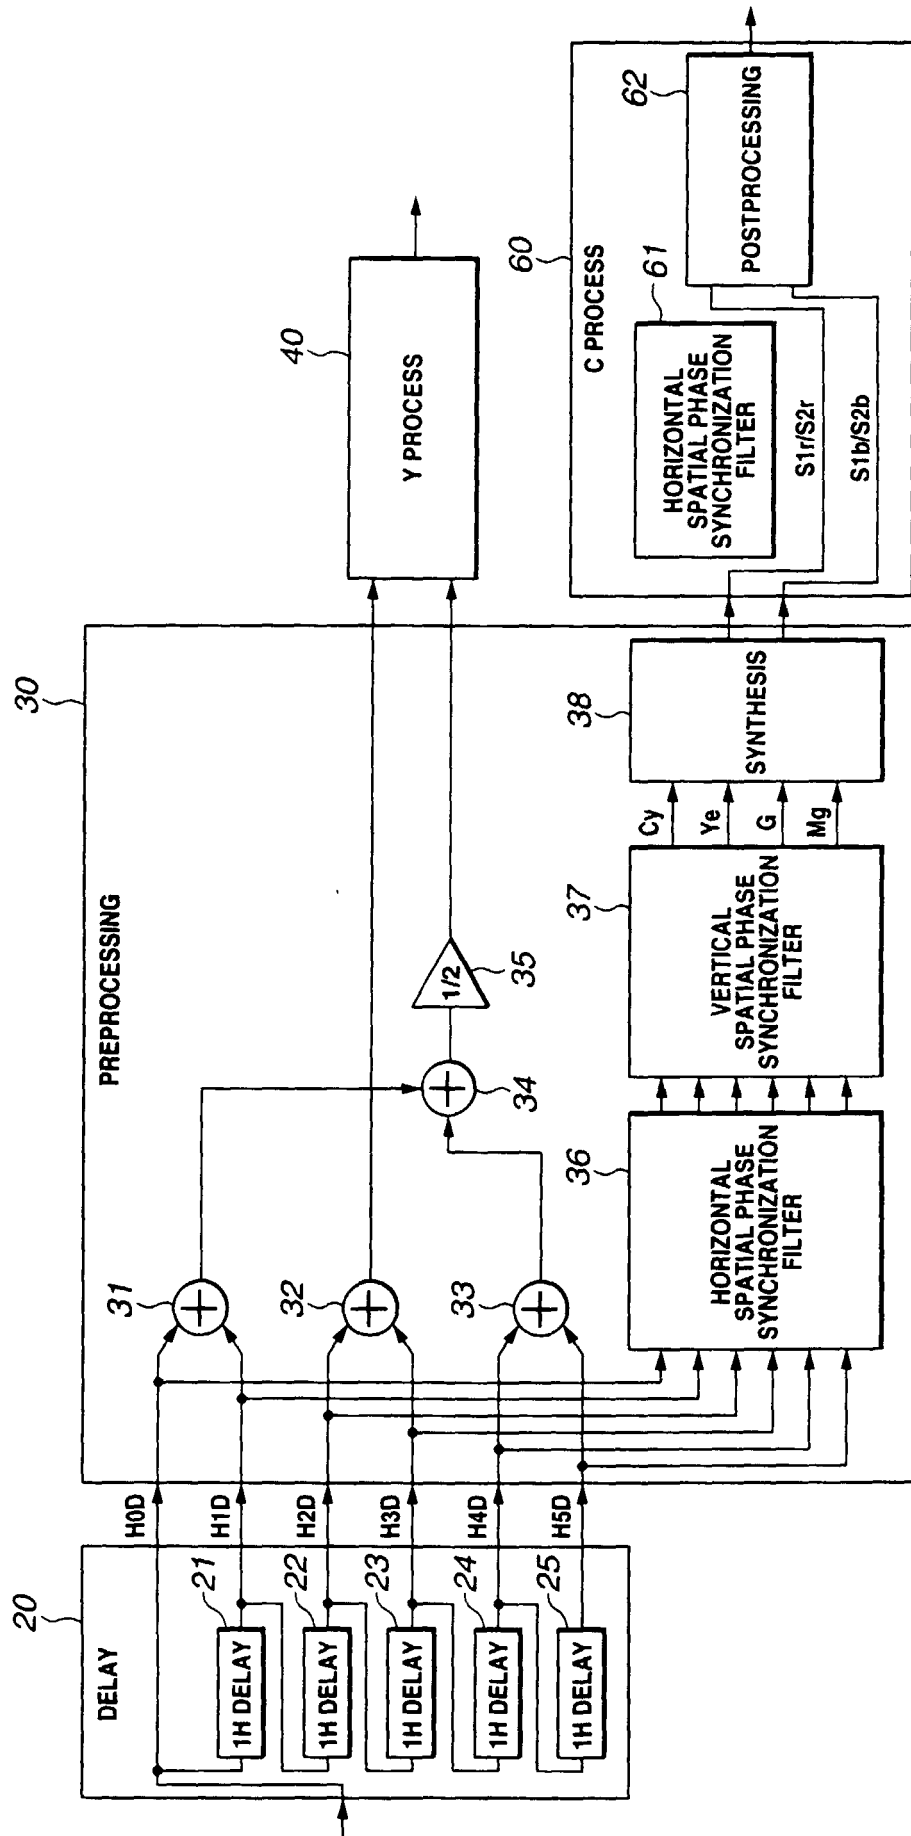 20
DELAY
21
1H DELAY
22
1H DELAY
23
1H DELAY
24
1H DELAY
25
1H DELAY
H0D
H1D
H2D
H3D
H4D
H5D
30
PREPROCESSING
31
32
33
34
1/2
35
36
HORIZONTAL
SPATIAL PHASE
SYNCHRONIZATION
FILTER
37
VERTICAL
SPATIAL PHASE
SYNCHRONIZATION
FILTER
Cy
Ye
G
Mg
38
SYNTHESIS
40
Y PROCESS
60
C PROCESS
61
HORIZONTAL
SPATIAL PHASE
SYNCHRONIZATION
FILTER
S1r/S2r
S1b/S2b
62
POSTPROCESSING